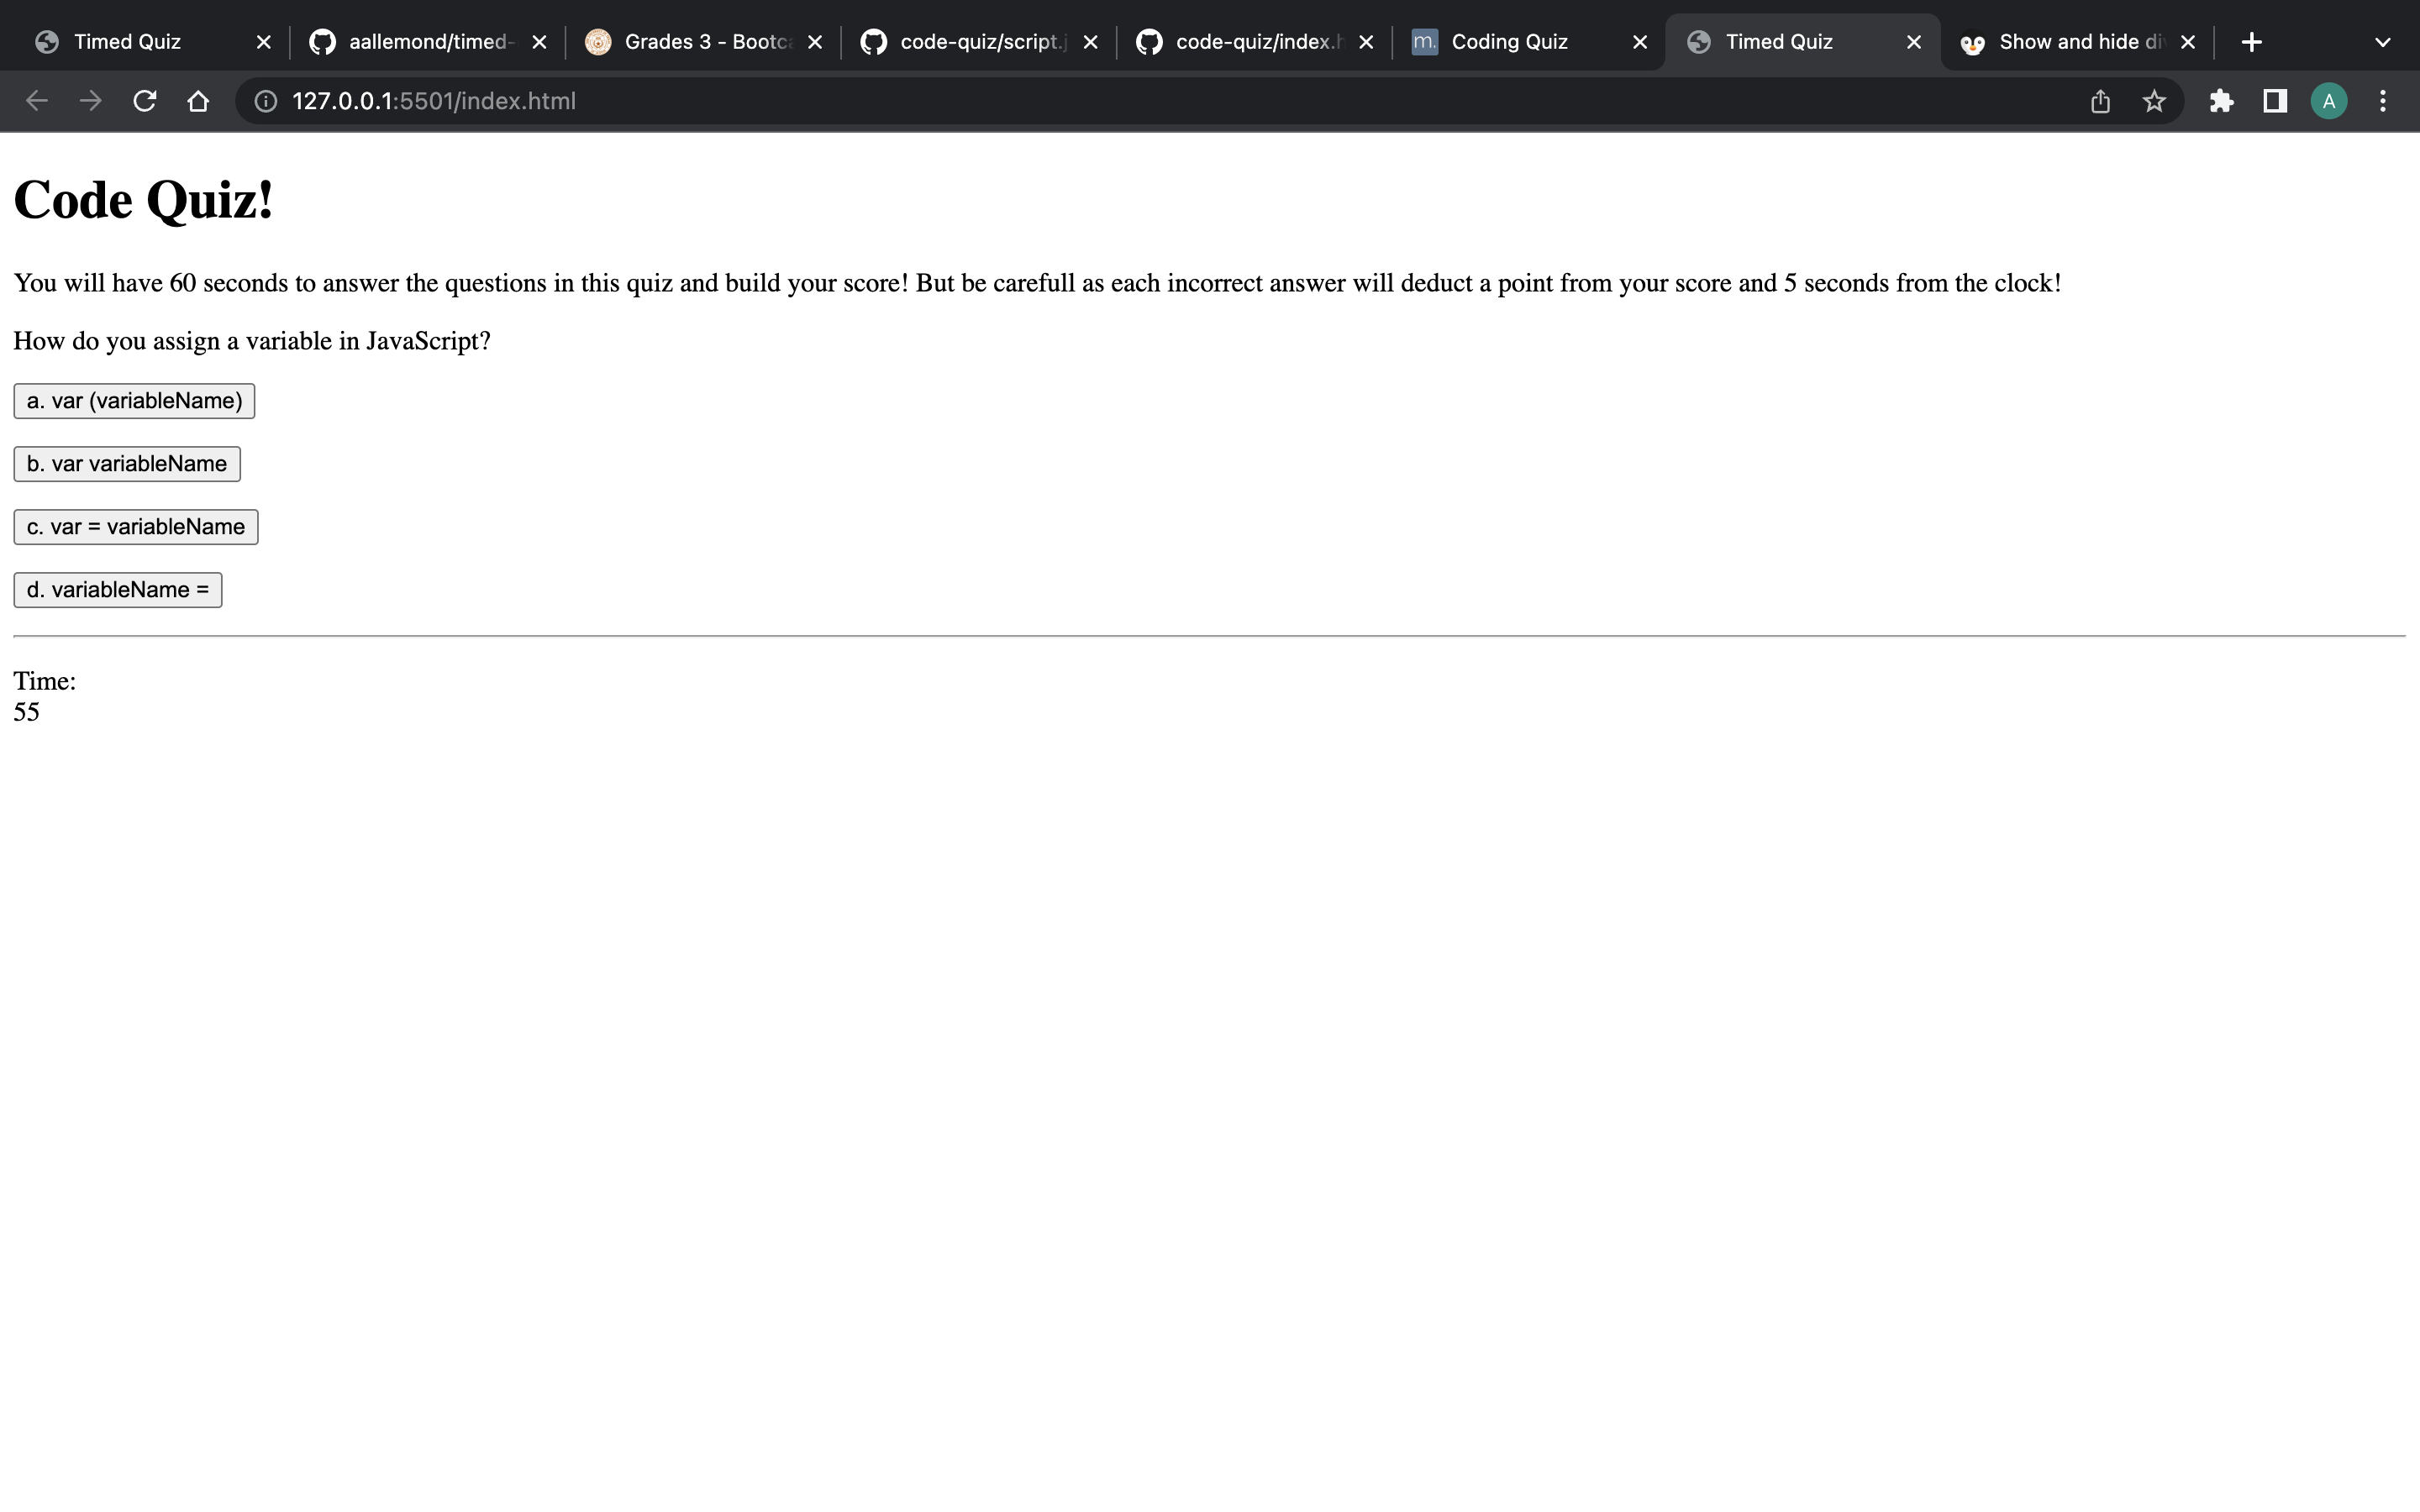 Timed Quiz
aallemond/timed-
Grades 3 - Bootc
code-quiz/script.j
code-quiz/index.h
m.
Coding Quiz
Timed Quiz
Show and hide di
127.0.0.1:5501/index.html
A
Code Quiz!
You will have 60 seconds to answer the questions in this quiz and build your score! But be carefull as each incorrect answer will deduct a point from your score and 5 seconds from the clock!
How do you assign a variable in JavaScript?
a. var (variableName)
b. var variableName
c. var = variableName
d. variableName =
Time:
55